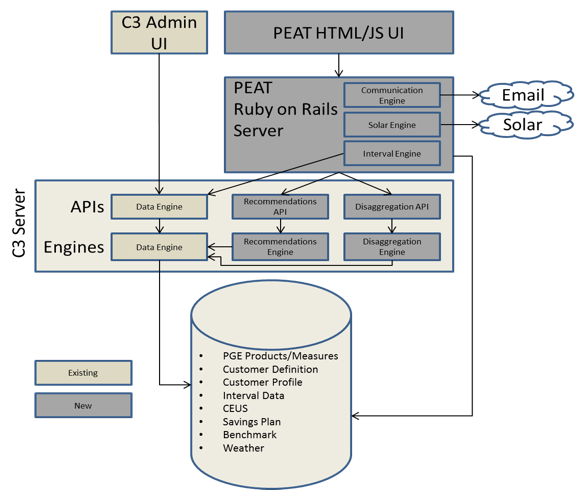 C3 Admin
UI
PEAT HTML/JS UI
PEAT
Ruby on Rails
Server
Communication
Engine
Solar Engine
Interval Engine
Email
Solar
C3 Server
APIs
Data Engine
Recommendations
API
Disaggregation API
Engines
Data Engine
Recommendations
Engine
Disaggregation
Engine
• PGE Products/Measures
• Customer Definition
• Customer Profile
• Interval Data
• CEUS
• Savings Plan
• Benchmark
• Weather
Existing
New